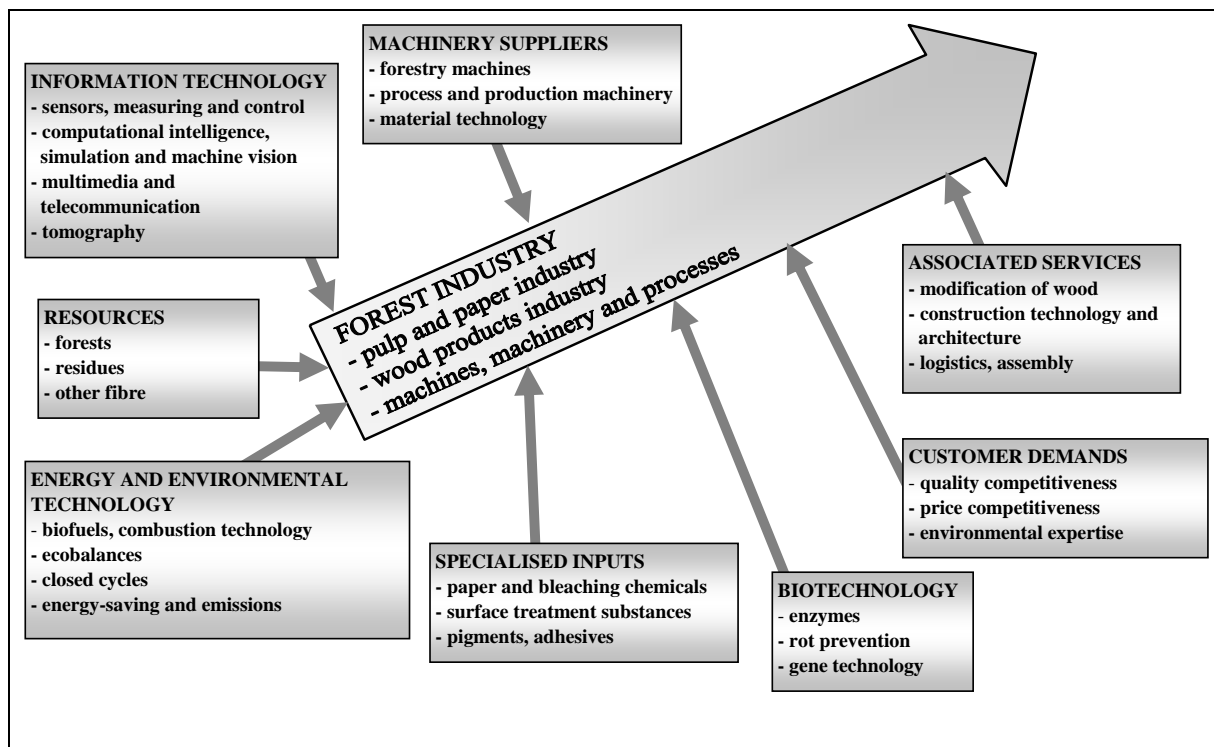 MACHINERY SUPPLIERS
- forestry machines
- process and production machinery
- material technology
INFORMATION TECHNOLOGY
- sensors, measuring and control
- computational intelligence,
simulation and machine vision
- multimedia and
telecommunication
- tomography
FOREST INDUSTRY
- pulp and paper industry
- wood products industry
- machines, machinery and processes
RESOURCES
- forests
- residues
- other fibre
ASSOCIATED SERVICES
- modification of wood
- construction technology and
architecture
- logistics, assembly
ENERGY AND ENVIRONMENTAL
TECHNOLOGY
- biofuels, combustion technology
- ecobalances
- closed cycles
- energy-saving and emissions
CUSTOMER DEMANDS
- quality competitiveness
- price competitiveness
- environmental expertise
SPECIALISED INPUTS
- paper and bleaching chemicals
- surface treatment substances
- pigments, adhesives
BIOTECHNOLOGY
- enzymes
- rot prevention
- gene technology